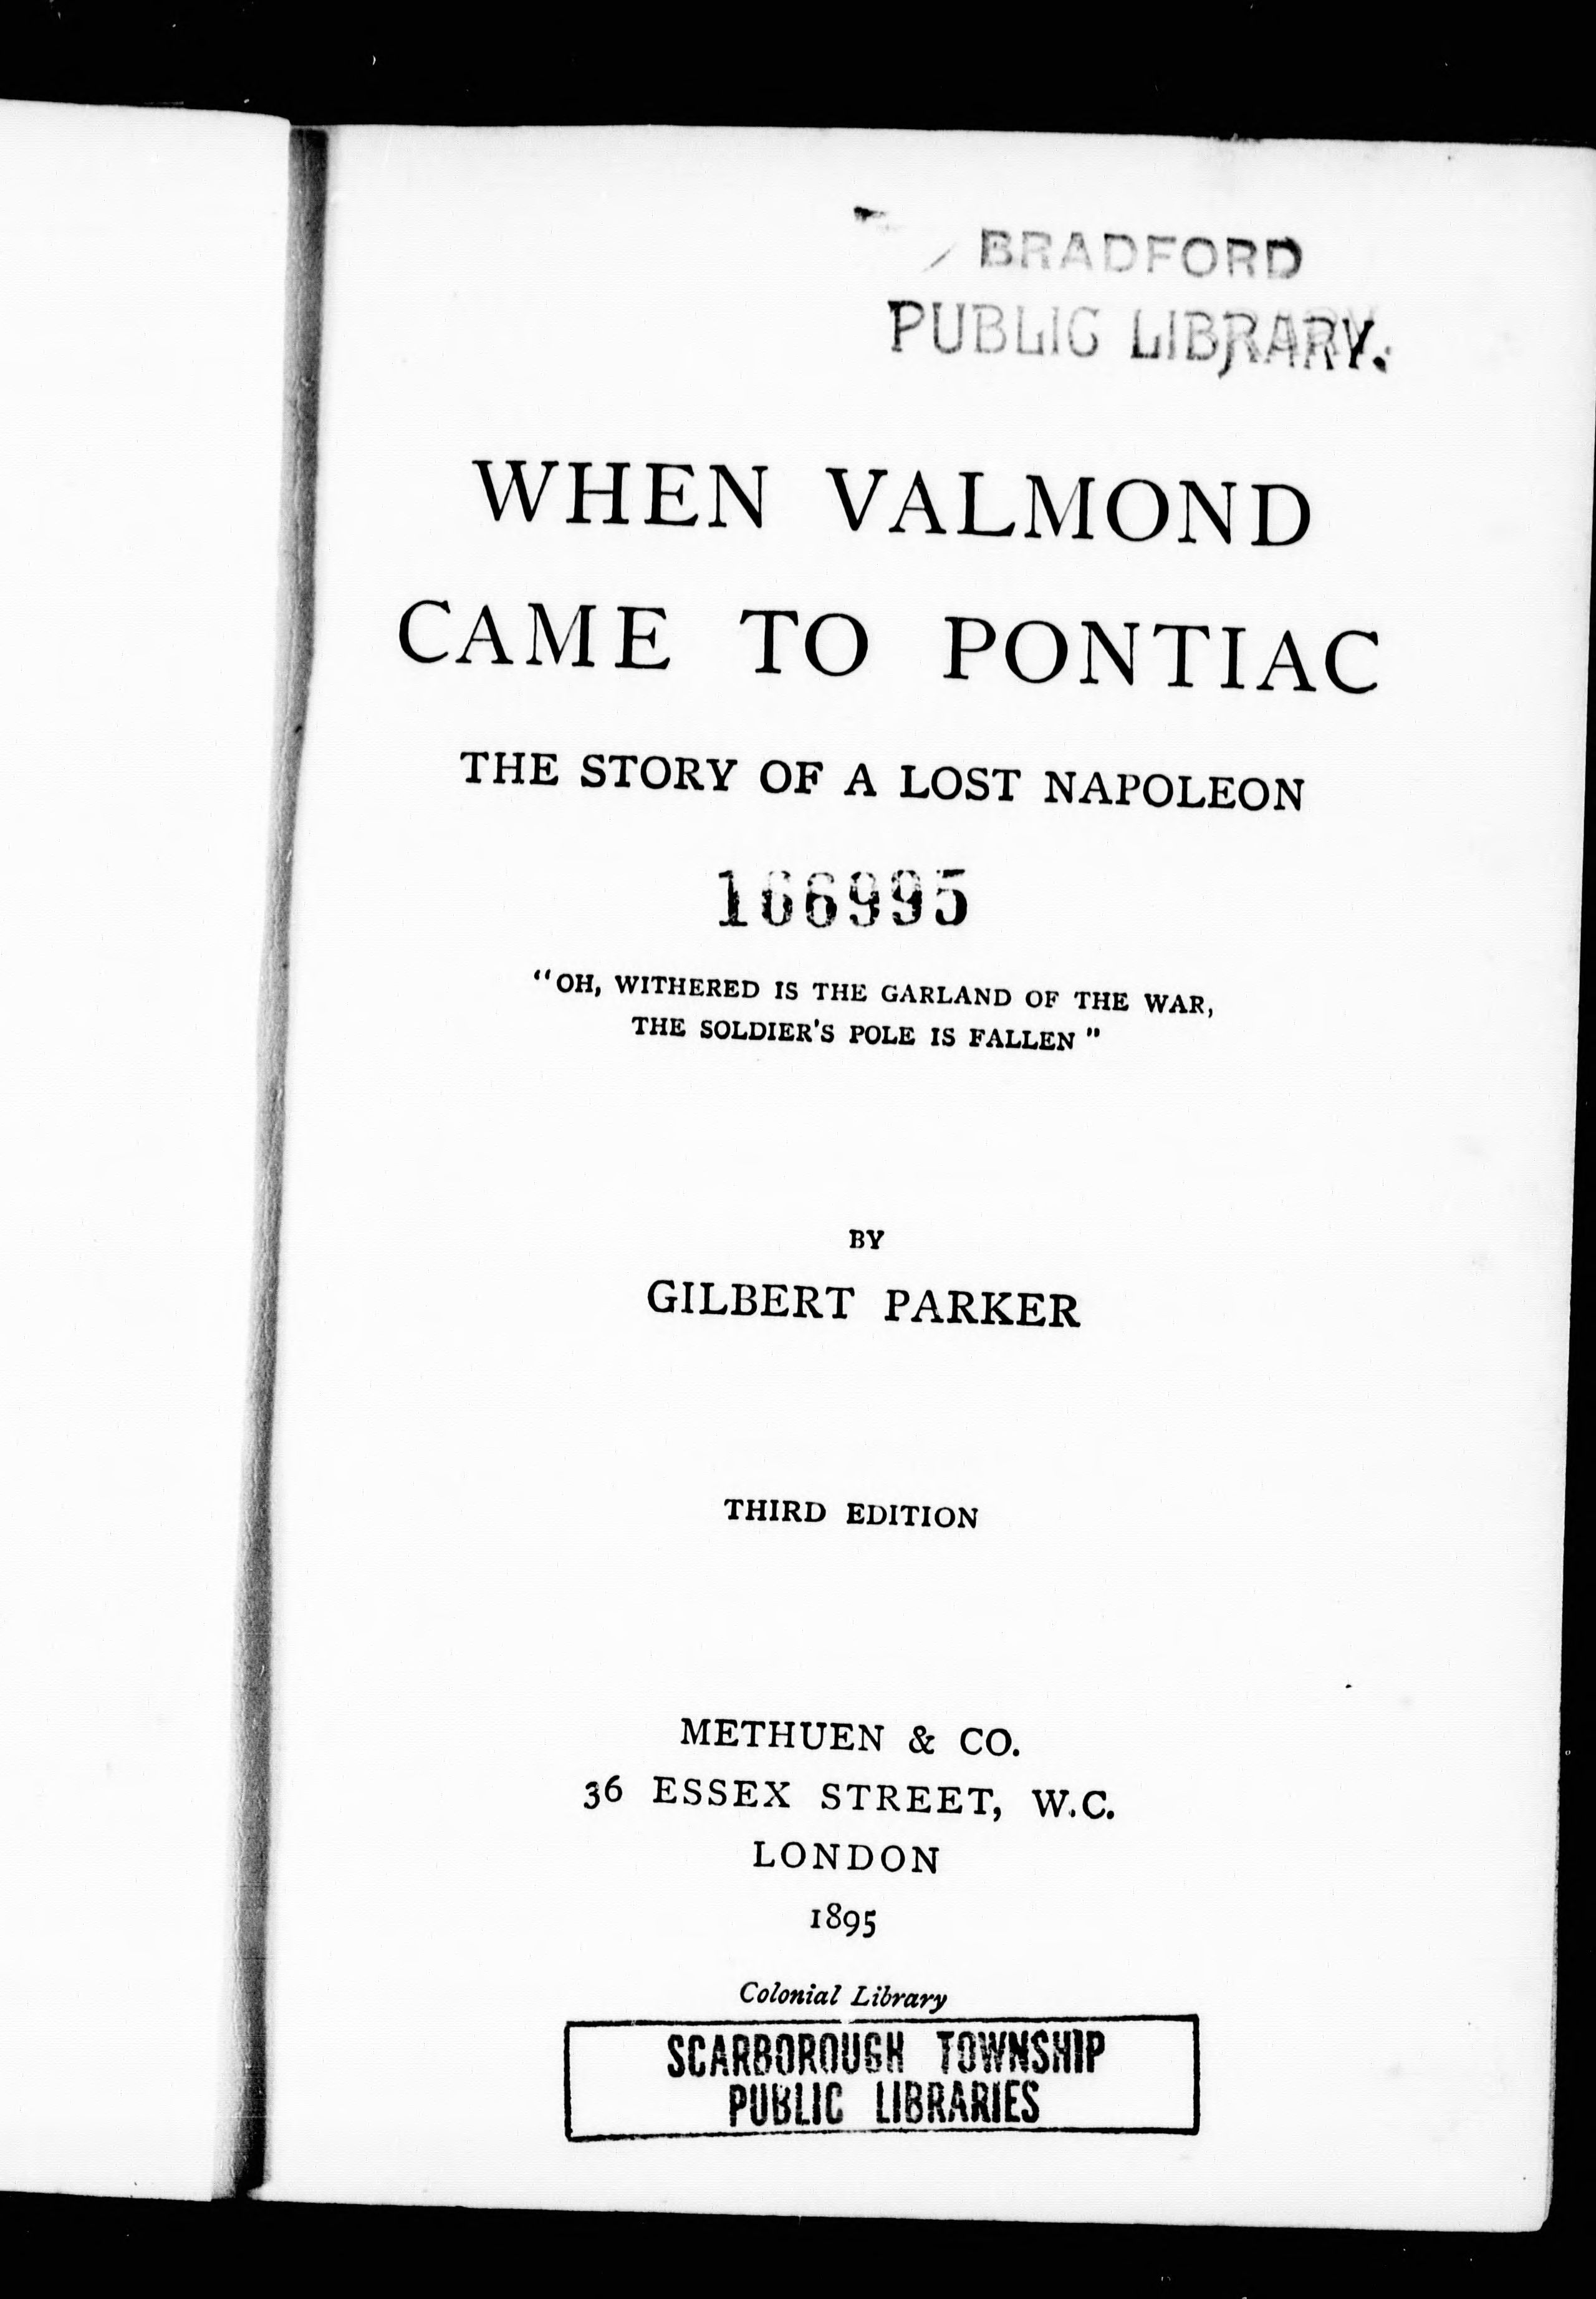 BRADFORD
PUBLIC LIBRARY.
WHEN VALMOND
CAME TO PONTIAC
THE STORY OF A LOST NAPOLEON
166995
"OH, WITHERED IS THE GARLAND OF THE WAR,
THE SOLDIER'S POLE IS FALLEN"
BY
GILBERT PARKER
THIRD EDITION
METHUEN & CO.
36 ESSEX STREET, W.C.
LONDON
1895
Colonial Library
SCARBOROUGH TOWNSHIP
PUBLIC LIBRARIES